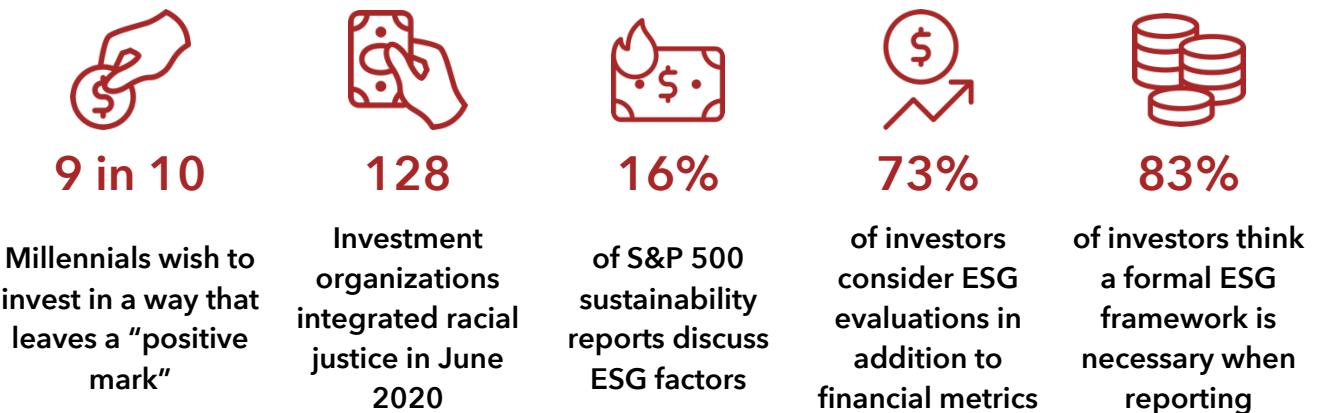 9 in 10
Millennials wish to
invest in a way that
leaves a “positive
mark”
128
Investment
organizations
integrated racial
justice in June
2020
16%
of S&P 500
sustainability
reports discuss
ESG factors
73%
of investors
consider ESG
evaluations in
addition to
financial metrics
83%
of investors think
a formal ESG
framework is
necessary when
reporting